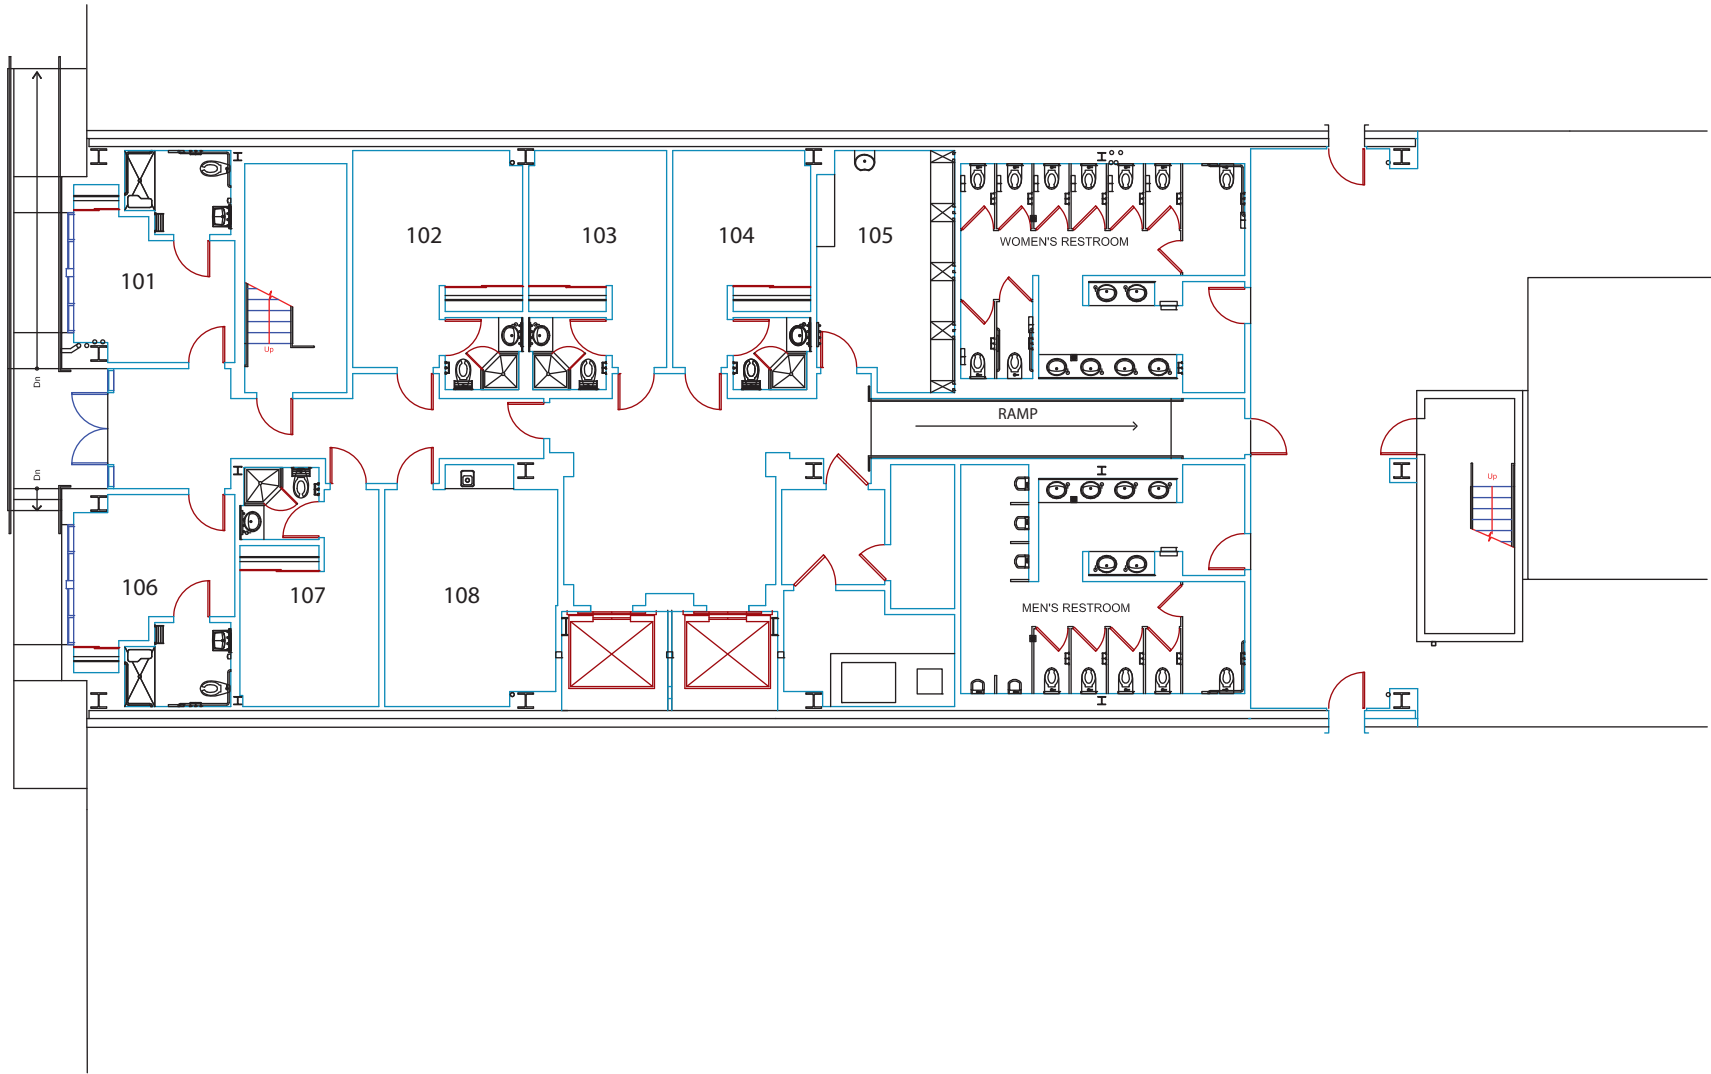 102
103
104
105
WOMEN'S RESTROOM
101
Up
Dn
RAMP
Dn
Up
106
107
108
MEN'S RESTROOM